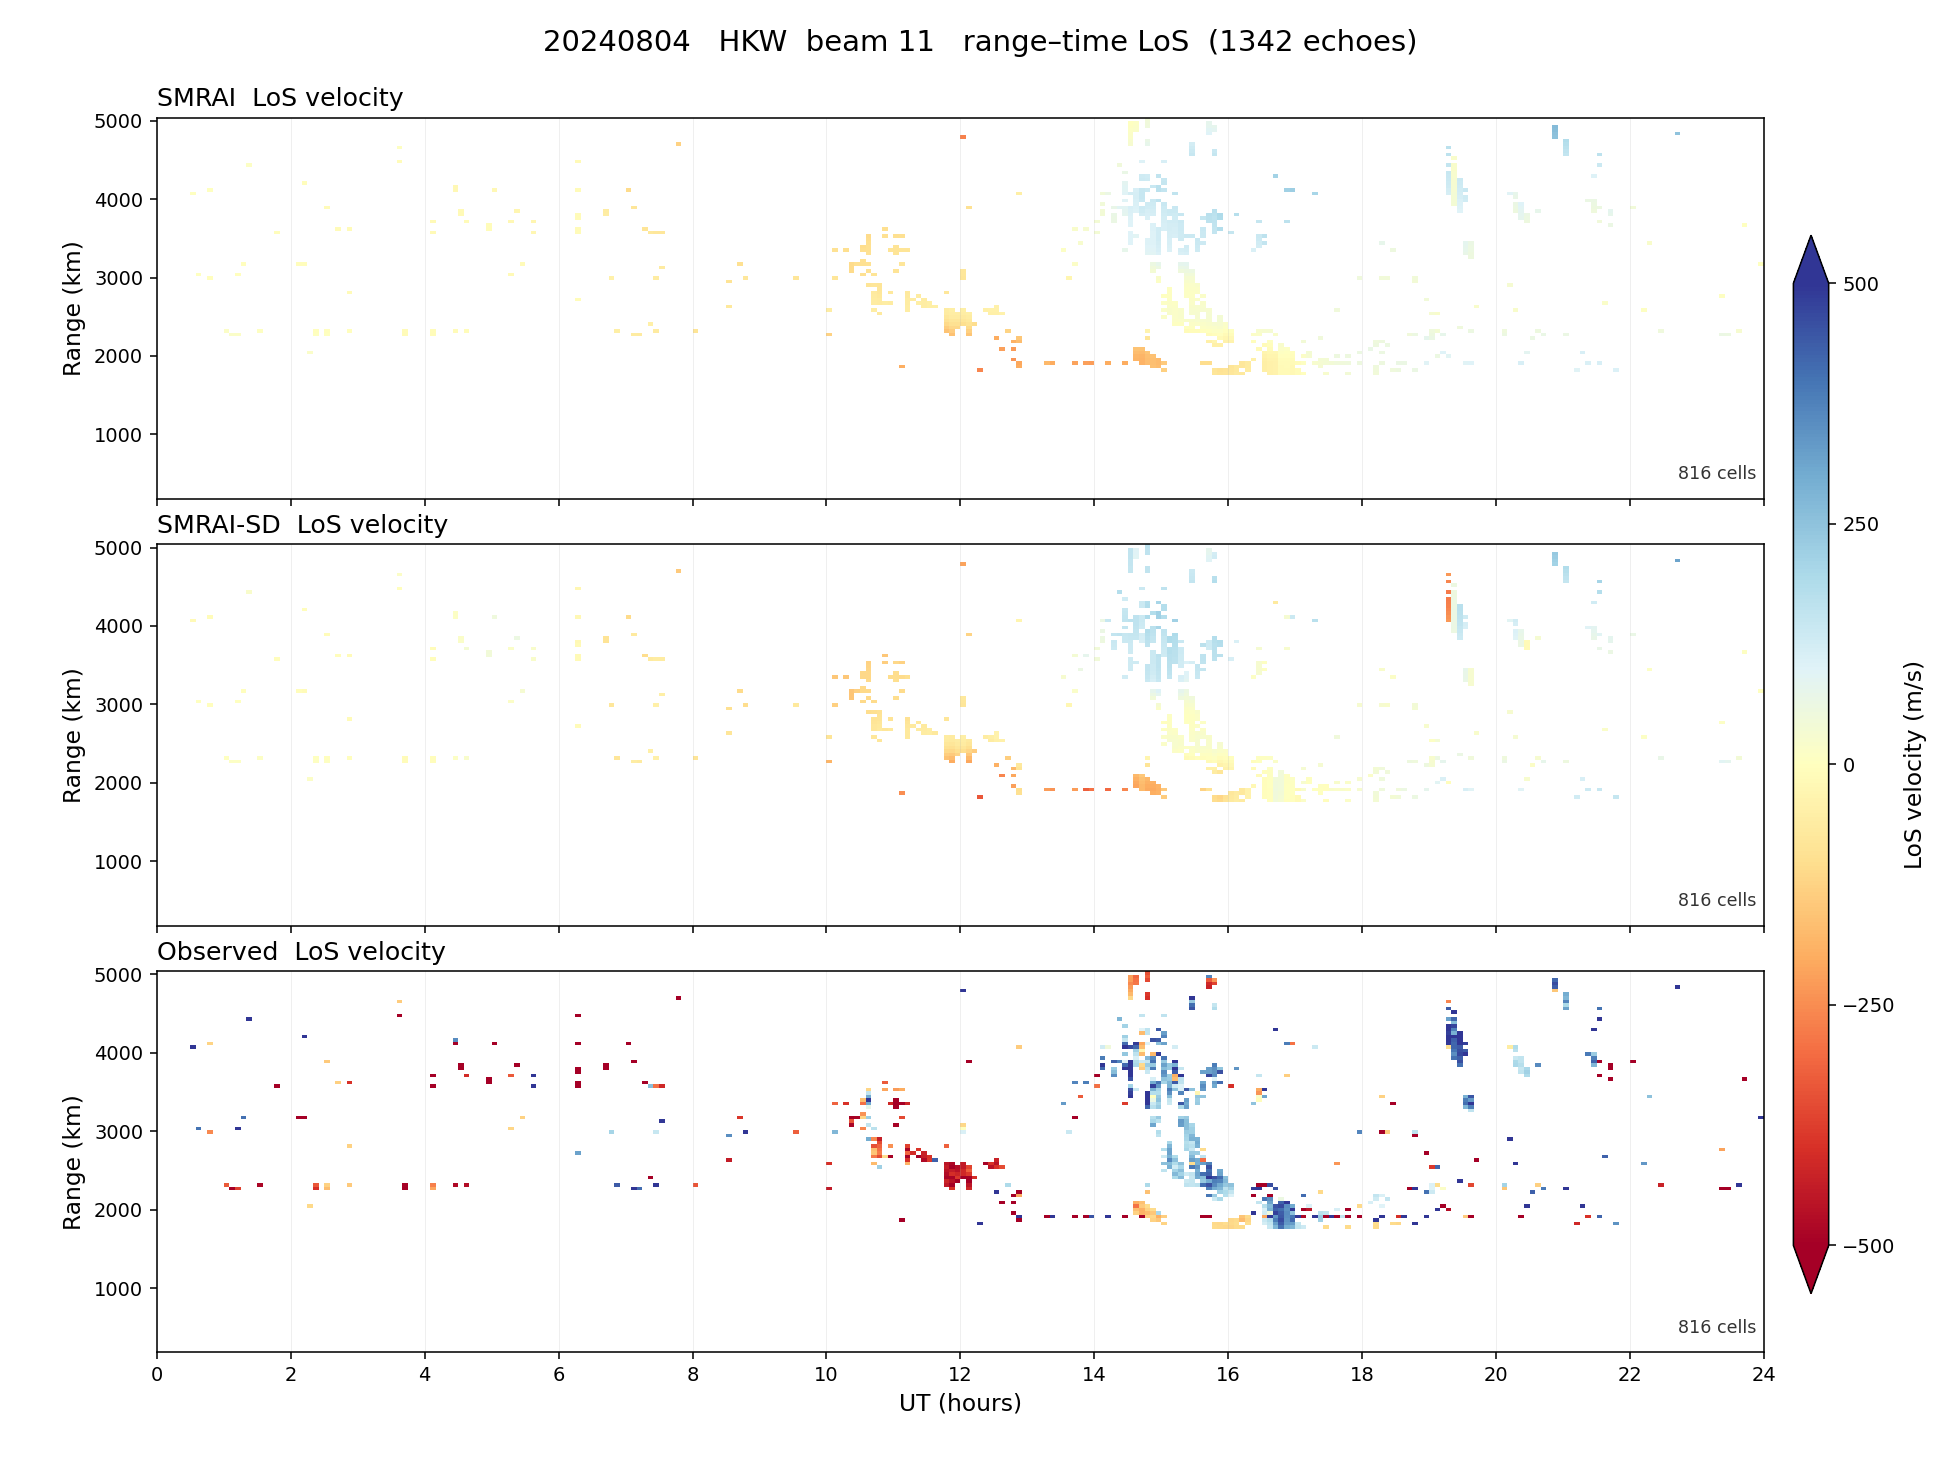 20240804   HKW  beam 11   range–time LoS  (1342 echoes)
SMRAI  LoS velocity
5000
4000
3000
2000
1000
Range (km)
816 cells
SMRAI-SD  LoS velocity
5000
4000
3000
2000
1000
Range (km)
816 cells
Observed  LoS velocity
5000
4000
3000
2000
1000
Range (km)
816 cells
0 2 4 6 8 10 12 14 16 18 20 22 24
UT (hours)
500
250
0
−250
−500
LoS velocity (m/s)